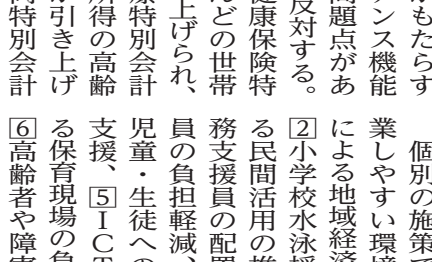 がもたらす
ンス機能
問題点があ
反対する。
健康保険特
んどの世帯
上げられ、
療特別会計
所得の高齢
が引き上げ
特別会計
個別の施策で
業しやすい環境
による地域経済
2小学校水泳授
る民間活用の推
務支援員の配置
員の負担軽減、
児童・生徒への
支援、5ICT
る保育現場の負
6高齢者や障害